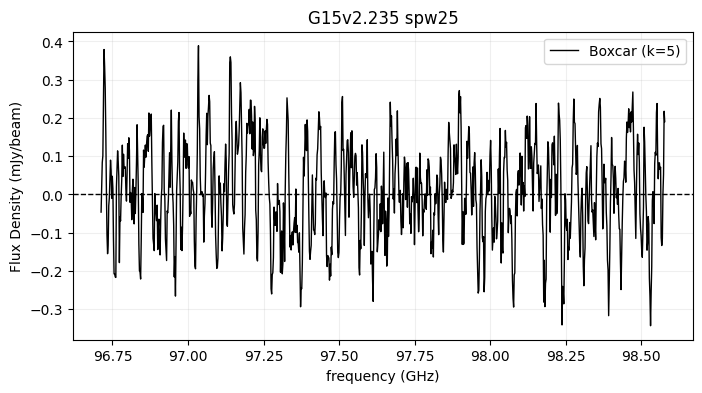 G15v2.235 spw25
Boxcar (k=5)
Flux Density (mJy/beam)
0.4
0.3
0.2
0.1
0.0
−0.1
−0.2
−0.3
96.75 97.00 97.25 97.50 97.75 98.00 98.25 98.50
frequency (GHz)